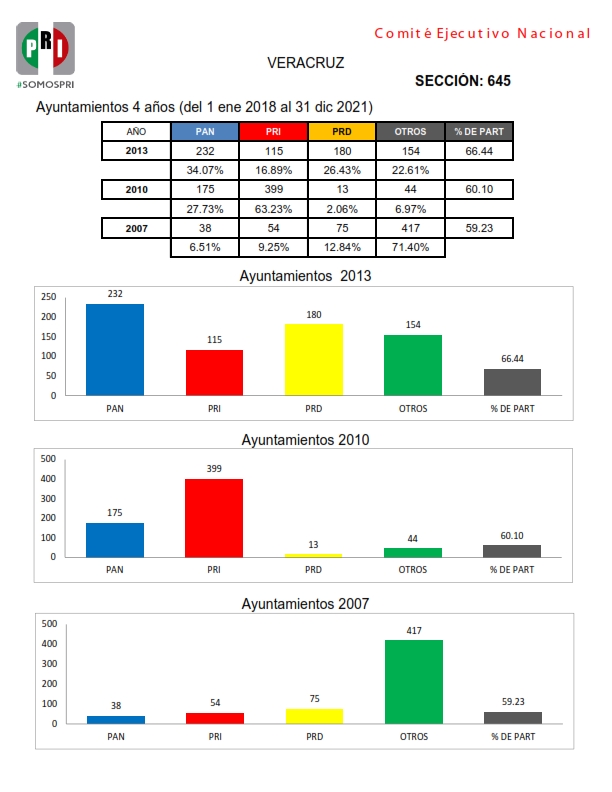 Comité Ejecutivo Nacional
PRI
#SOMOSPRI
VERACRUZ
SECCIÓN: 645
Ayuntamientos 4 años (del 1 ene 2018 al 31 dic 2021)
AÑO PAN PRI PRD OTROS % DE PART
2013 232 115 180 154 66.44
34.07% 16.89% 26.43% 22.61%
2010 175 399 13 44 60.10
27.73% 63.23% 2.06% 6.97%
2007 38 54 75 417 59.23
6.51% 9.25% 12.84% 71.40%
Ayuntamientos 2013
250
200
150
100
50
0
232
115
180
154
66.44
PAN PRI PRD OTROS % DE PART
Ayuntamientos 2010
500
400
300
200
100
0
175
399
13
44
60.10
PAN PRI PRD OTROS % DE PART
Ayuntamientos 2007
500
400
300
200
100
0
38
54
75
417
59.23
PAN PRI PRD OTROS % DE PART